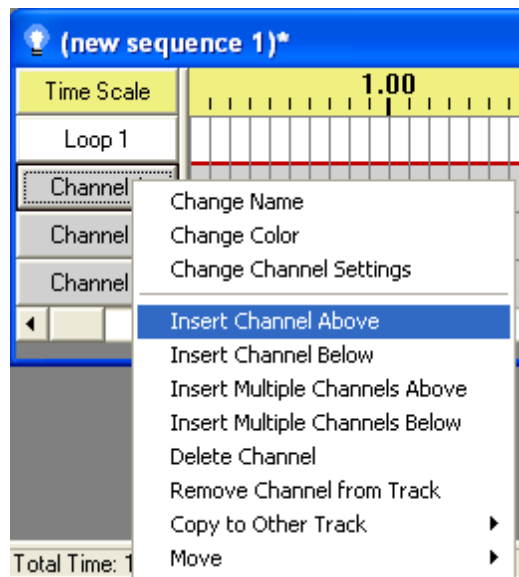 (new sequence 1)*
Time Scale
1.00
Loop 1
Channel
Change Name
Channel
Change Color
Channel
Change Channel Settings
Insert Channel Above
Insert Channel Below
Insert Multiple Channels Above
Insert Multiple Channels Below
Delete Channel
Remove Channel from Track
Copy to Other Track
Total Time: 1
Move